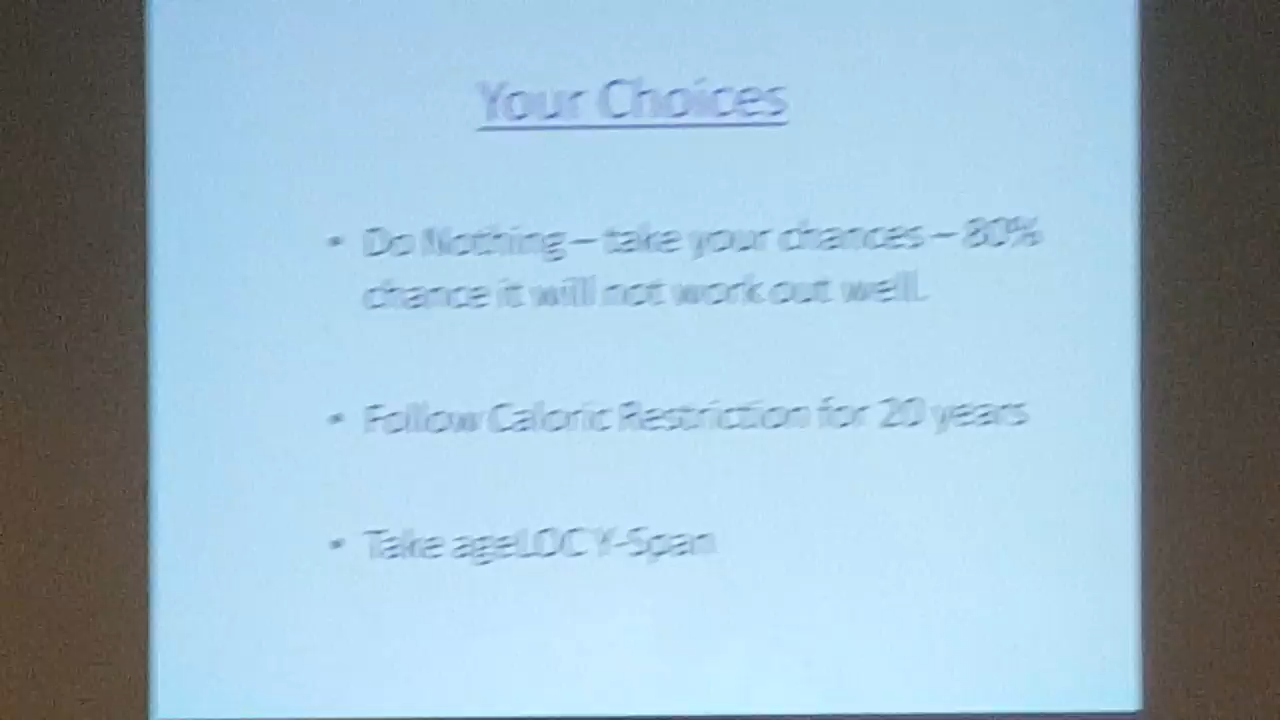 Your Choices
• Do Nothing – take your chances – 80%
chance it will not work out well.
• Follow Caloric Restriction for 20 years
• Take ageLOC Y-Span